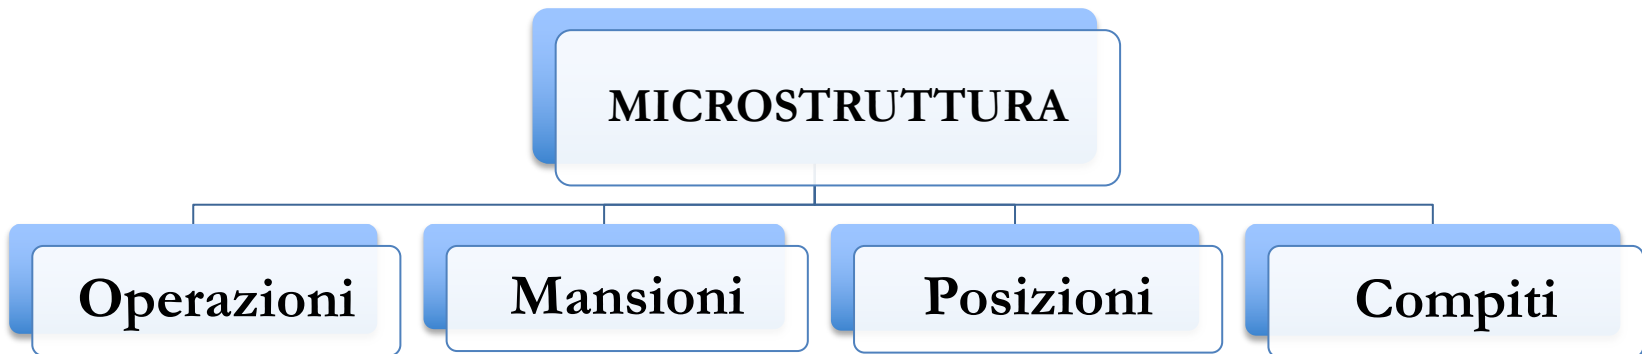 MICROSTRUTTURA
Operazioni
Mansioni
Posizioni
Compiti